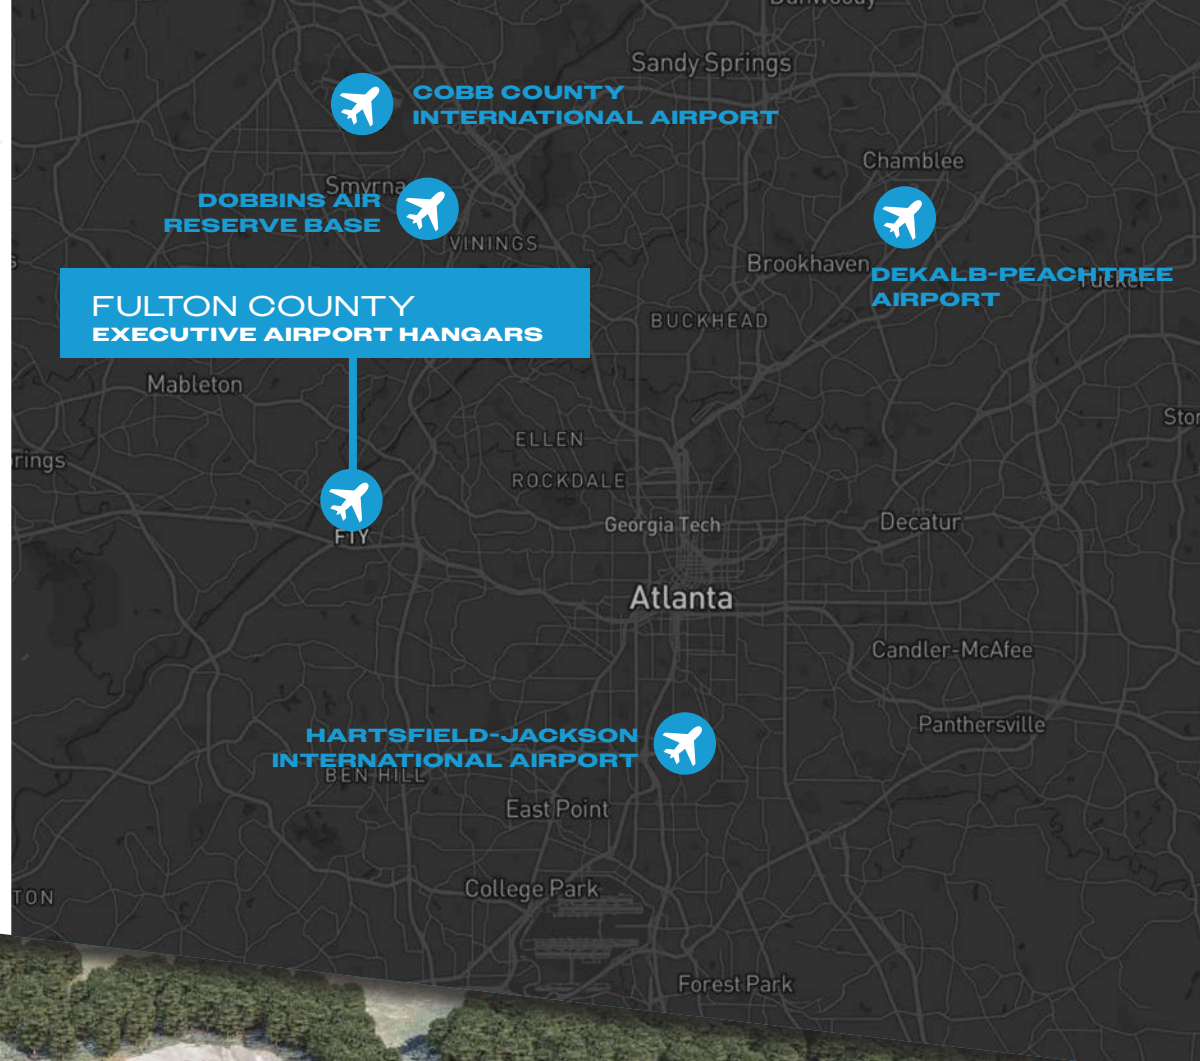 Sandy Springs
COBB COUNTY
INTERNATIONAL AIRPORT
Chamblee
Smyrna
DOBBINS AIR
RESERVE BASE
VININGS
Brookhaven
DEKALB-PEACHTREE
AIRPORT
Tucker
FULTON COUNTY
EXECUTIVE AIRPORT HANGARS
BUCKHEAD
Mableton
ELLEN
ROCKDALE
rings
FTY
Georgia Tech
Decatur
Atlanta
Candler-McAfee
Panthersville
HARTSFIELD-JACKSON
INTERNATIONAL AIRPORT
BEN HILL
East Point
College Park
TON
Forest Park